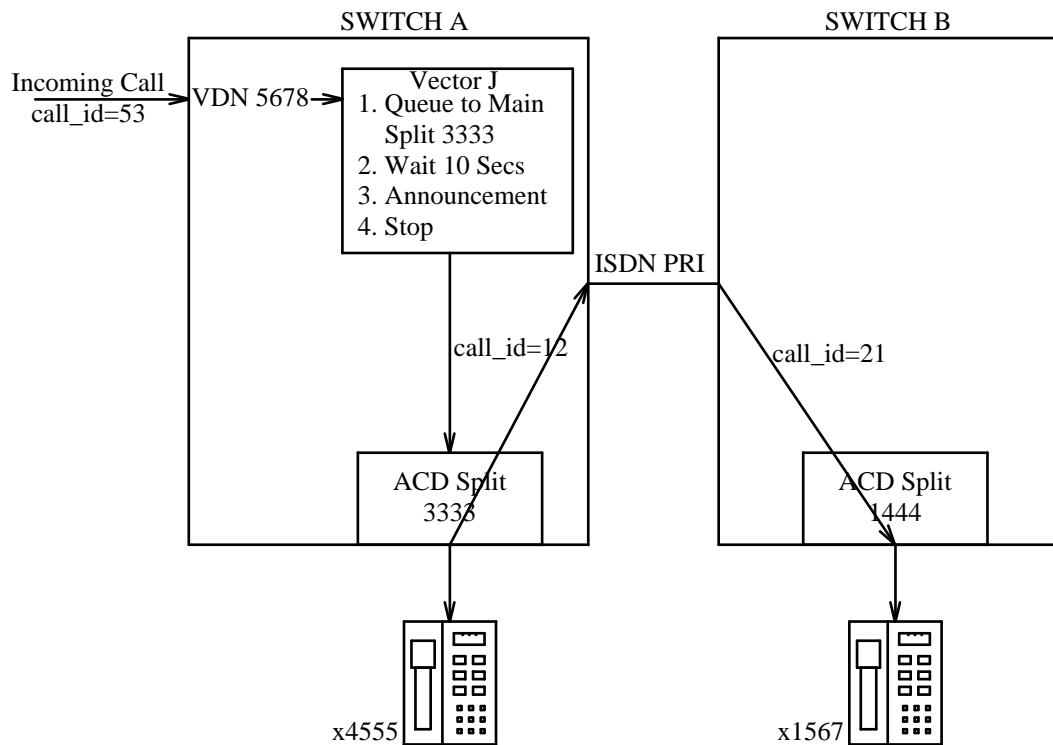 SWITCH A
SWITCH B
Incoming Call
call_id=53
VDN 5678
Vector J
1. Queue to Main
Split 3333
2. Wait 10 Secs
3. Announcement
4. Stop
ISDN PRI
call_id=12
call_id=21
ACD Split
3333
ACD Split
1444
x4555
x1567